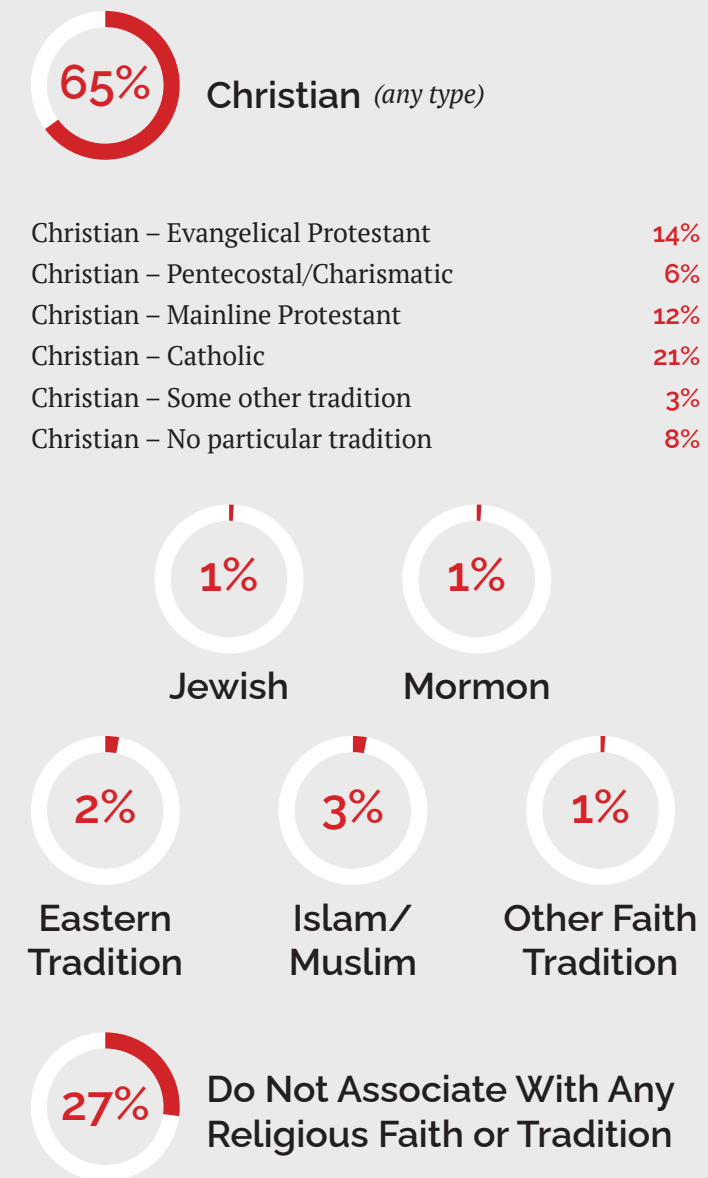 65%
Christian (any type)
Christian – Evangelical Protestant 14%
Christian – Pentecostal/Charismatic 6%
Christian – Mainline Protestant 12%
Christian – Catholic 21%
Christian – Some other tradition 3%
Christian – No particular tradition 8%
1% 1%
Jewish Mormon
2% 3% 1%
Eastern Islam/ Other Faith
Tradition Muslim Tradition
27%
Do Not Associate With Any
Religious Faith or Tradition